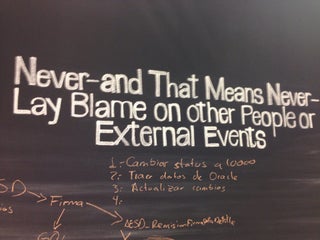 Never-and That Means Never-
Lay Blame on other People or
External Events
1:- Cambiar status a 10000
2:- Traer datos de Oracle
3:- Actualizar cambios
4:-
Firma